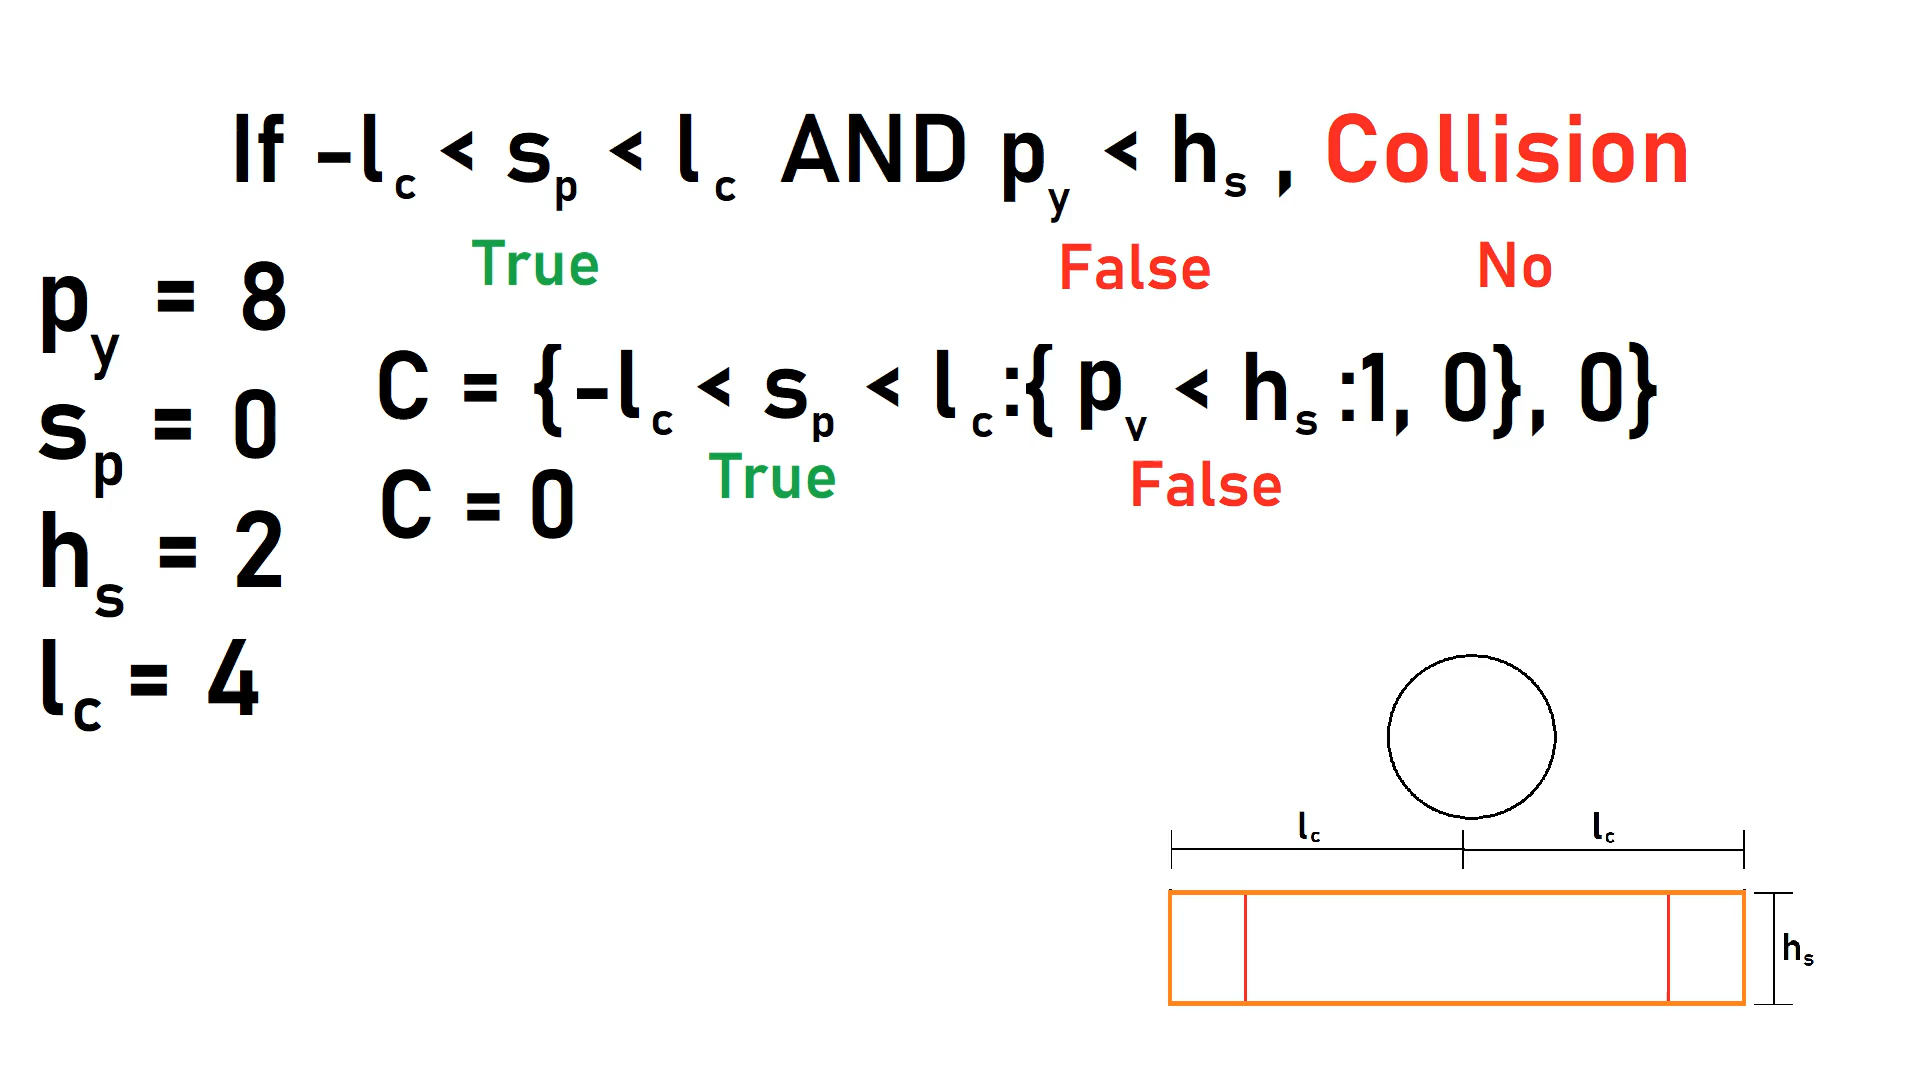 If -l_c < s_p < l_c AND p_y < h_s , Collision
True False No
p_y = 8
C = {-l_c < s_p < l_c:{ p_v < h_s :1, 0}, 0}
s_p = 0
True False
C = 0
h_s = 2
l_c = 4
l_c l_c
h_s